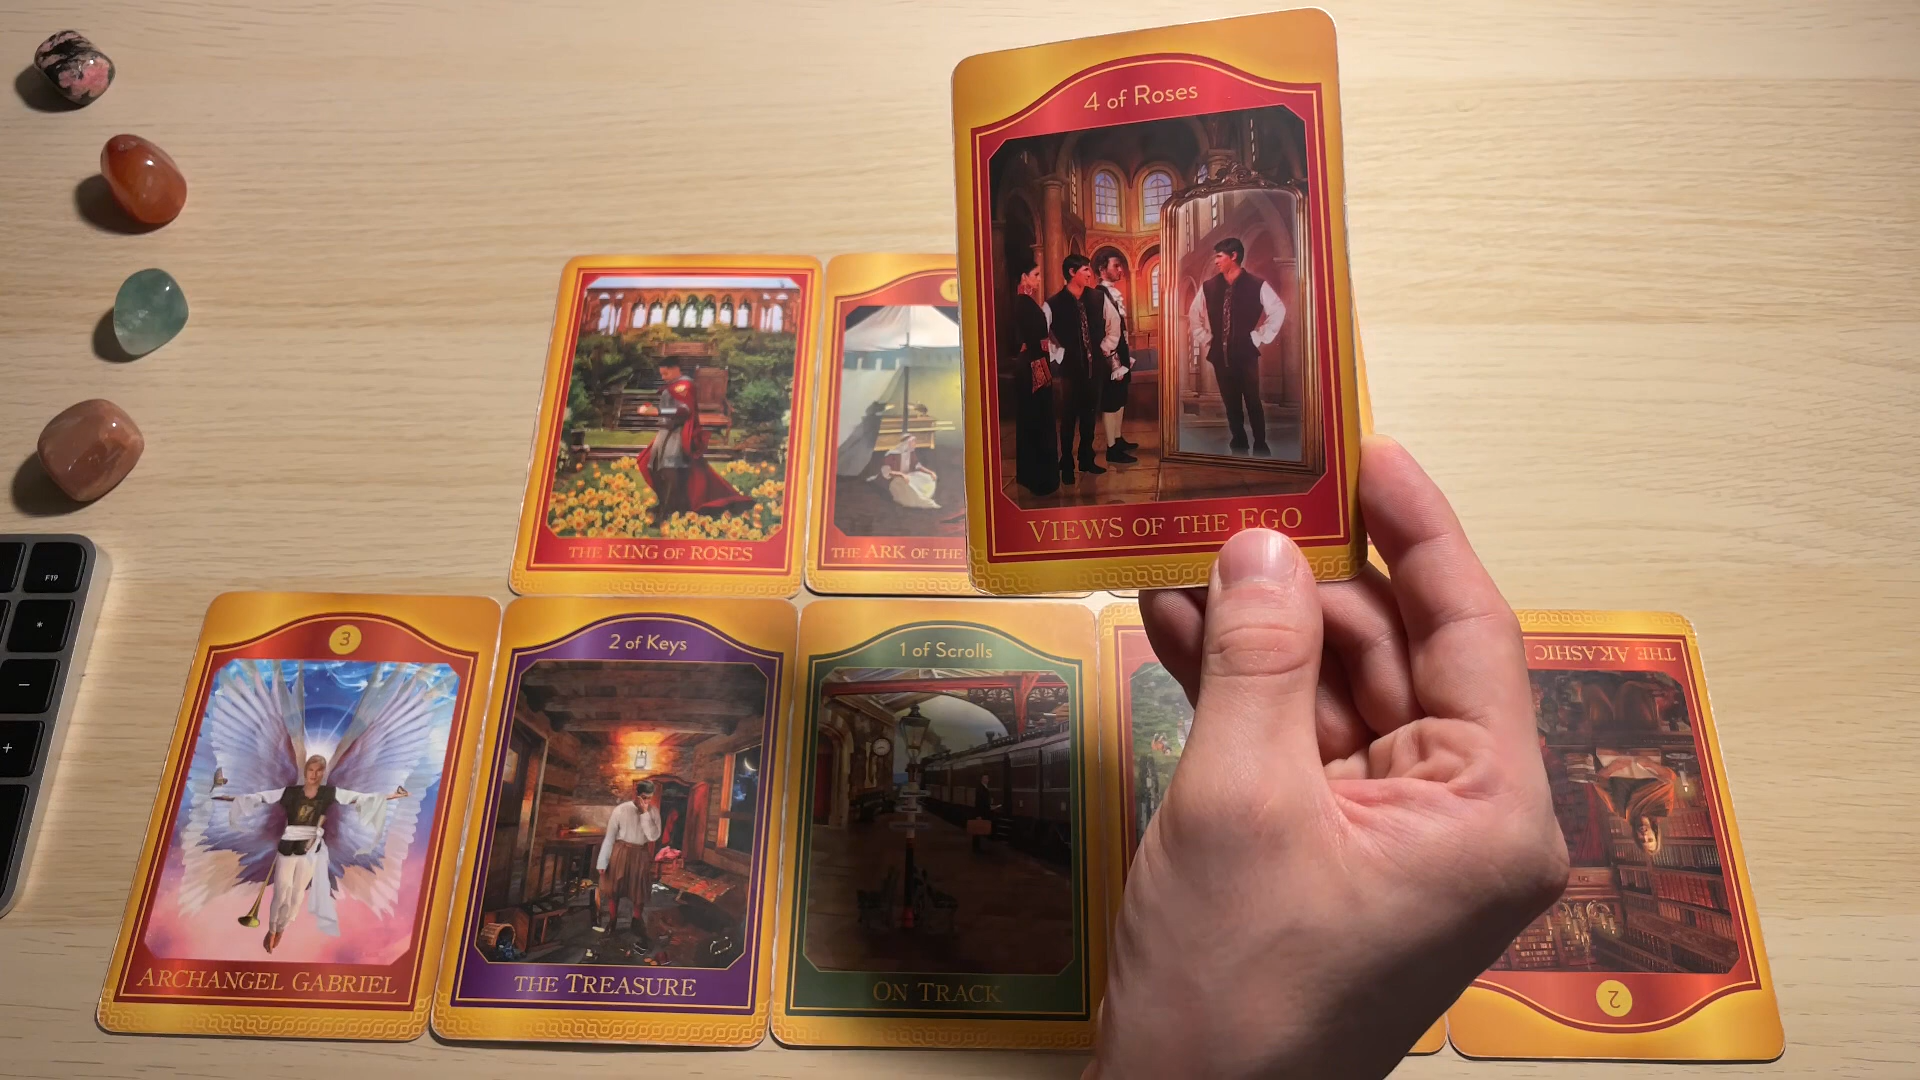 4 of Roses
VIEWS OF THE EGO
THE KING OF ROSES
THE ARK OF THE
3
ARCHANGEL GABRIEL
2 of Keys
THE TREASURE
1 of Scrolls
ON TRACK
THE AKASHIC
2
F19
*
–
+